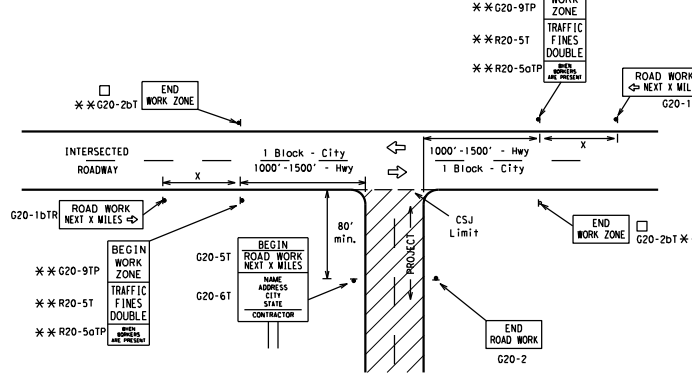 WORK
ZONE
* * G20-9TP
TRAFFIC
FINES
DOUBLE
* * R20-5T
WHEN
WORKERS
ARE PRESENT
* * R20-5aTP
ROAD WORK
⇦ NEXT X MIL
G20-1
END
WORK ZONE
□
* * G20-2bT
X
INTERSECTED
ROADWAY
1 Block - City
1000'-1500' - Hwy
1000'-1500' - Hwy
1 Block - City
X
G20-1bTR
ROAD WORK
NEXT X MILES ⇨
80'
min.
CSJ
Limit
END
WORK ZONE
□
G20-2bT *
BEGIN
WORK
ZONE
* * G20-9TP
TRAFFIC
FINES
DOUBLE
* * R20-5T
WHEN
WORKERS
ARE PRESENT
* * R20-5aTP
G20-5T
BEGIN
ROAD WORK
NEXT X MILES
G20-6T
NAME
ADDRESS
CITY
STATE
CONTRACTOR
PROJECT
END
ROAD WORK
G20-2